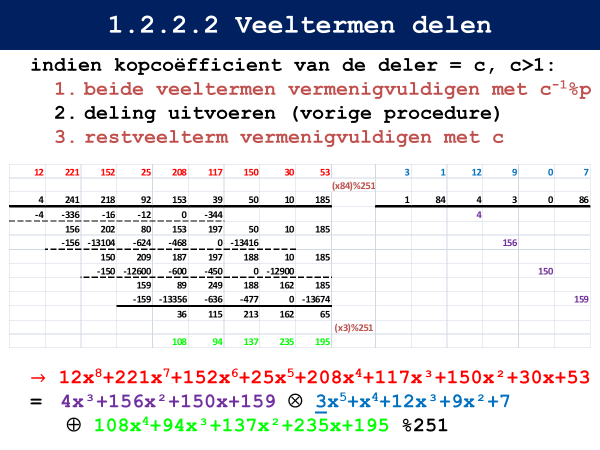 1.2.2.2 Veeltermen delen
indien kopcoëfficient van de deler = c, c>1:
1. beide veeltermen vermenigvuldigen met c⁻¹%p
2. deling uitvoeren (vorige procedure)
3. restveelterm vermenigvuldigen met c
12 221 152 25 208 117 150 30 53 3 1 12 9 0 7
(x84)%251
4 241 218 92 153 39 50 10 185 1 84 4 3 0 86
-4 -336 -16 -12 0 -344 4
156 202 80 153 197 50 10 185
-156 -13104 -624 -468 0 -13416 156
150 209 187 197 188 10 185
-150 -12600 -600 -450 0 -12900 150
159 89 249 188 162 185
-159 -13356 -636 -477 0 -13674 159
36 115 213 162 65
(x3)%251
108 94 137 235 195
→ 12x⁸+221x⁷+152x⁶+25x⁵+208x⁴+117x³+150x²+30x+53
= 4x³+156x²+150x+159 ⊗ 3x⁵+x⁴+12x³+9x²+7
⊕ 108x⁴+94x³+137x²+235x+195 %251